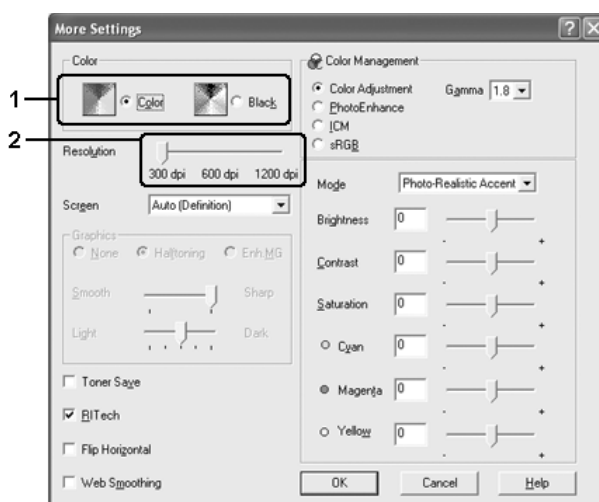 More Settings
Color
1
Color
Black
2
Resolution
300 dpi 600 dpi 1200 dpi
Screen Auto (Definition)
Graphics
None Halftoning Enh.MG
Smooth Sharp
Light Dark
Toner Save
RITech
Flip Horizontal
Web Smoothing
Color Management
Color Adjustment Gamma 1.8
PhotoEnhance
ICM
sRGB
Mode Photo-Realistic Accent
Brightness 0
- +
Contrast 0
- +
Saturation 0
- +
Cyan 0
- +
Magenta 0
- +
Yellow 0
- +
OK Cancel Help